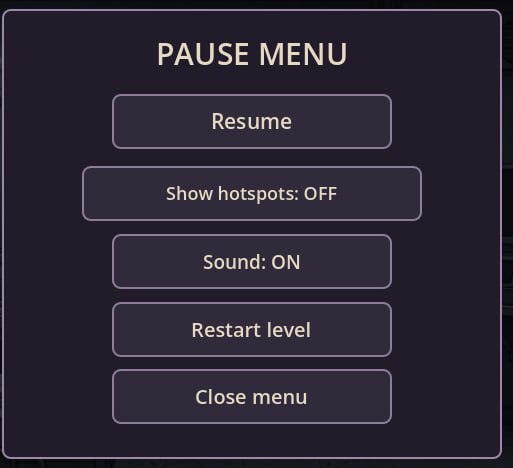 PAUSE MENU
Resume
Show hotspots: OFF
Sound: ON
Restart level
Close menu